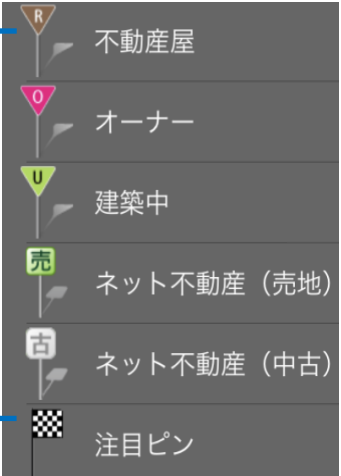 R 不動産屋
O オーナー
U 建築中
売 ネット不動産（売地）
古 ネット不動産（中古）
注目ピン